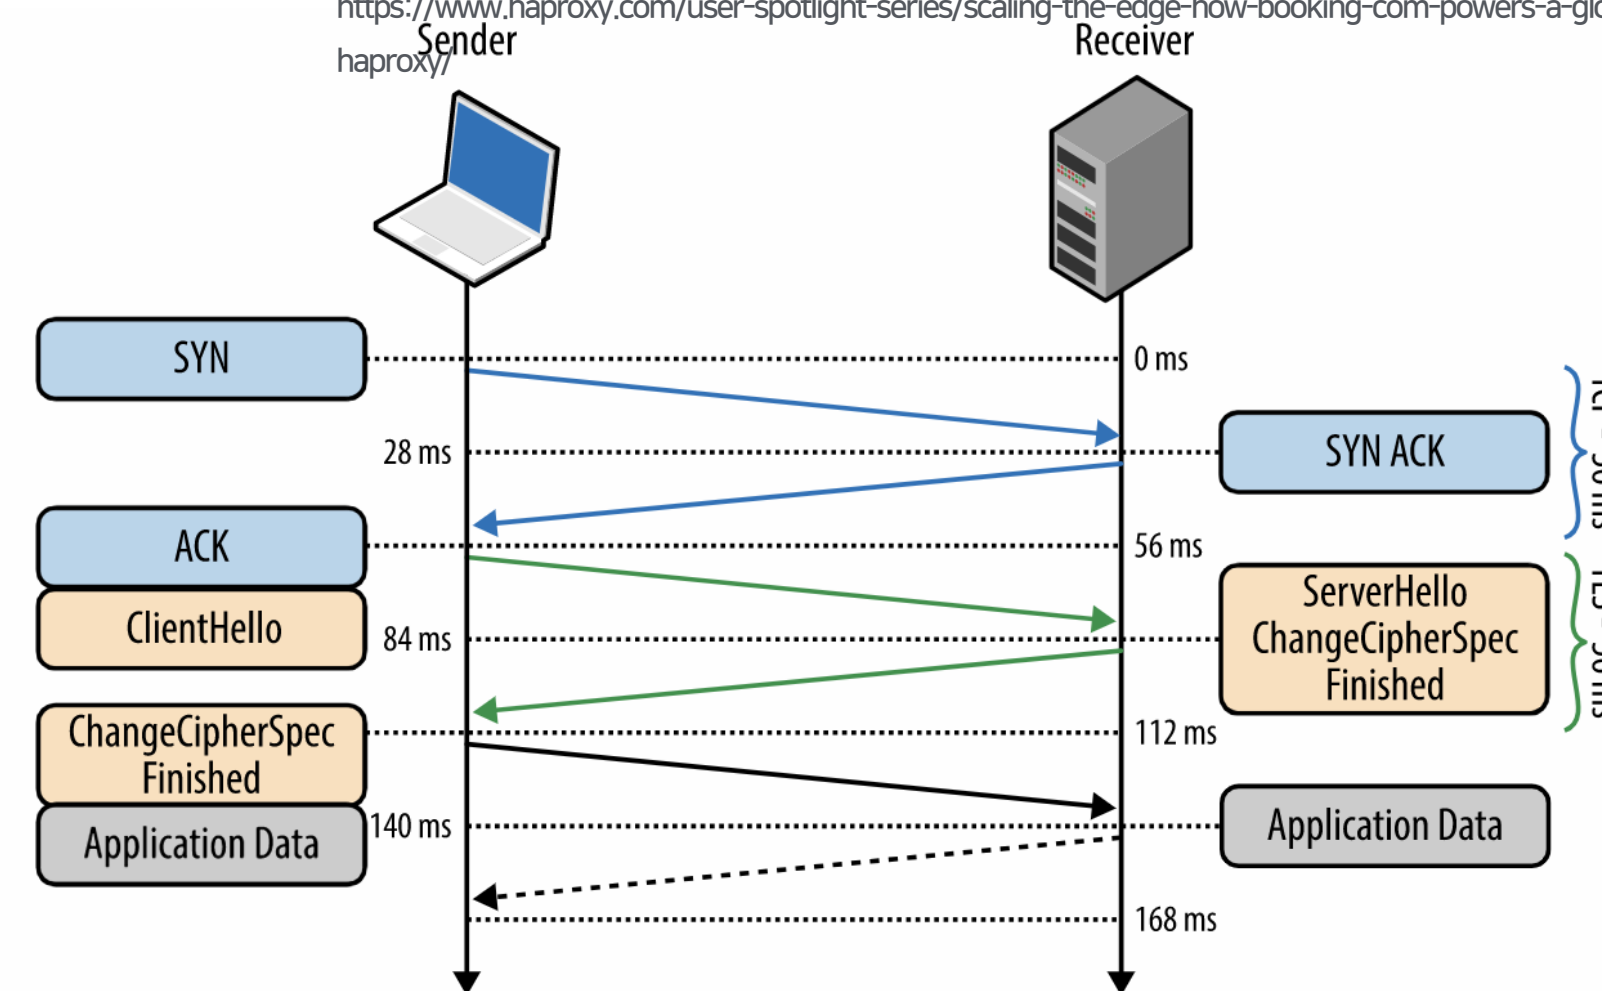 https://www.haproxy.com/user-spotlight-series/scaling-the-edge-how-booking-com-powers-a-glo
haproxy/
Sender
Receiver
SYN
0 ms
28 ms
SYN ACK
ACK
56 ms
ClientHello
84 ms
ServerHello
ChangeCipherSpec
Finished
ChangeCipherSpec
Finished
112 ms
Application Data
140 ms
Application Data
168 ms